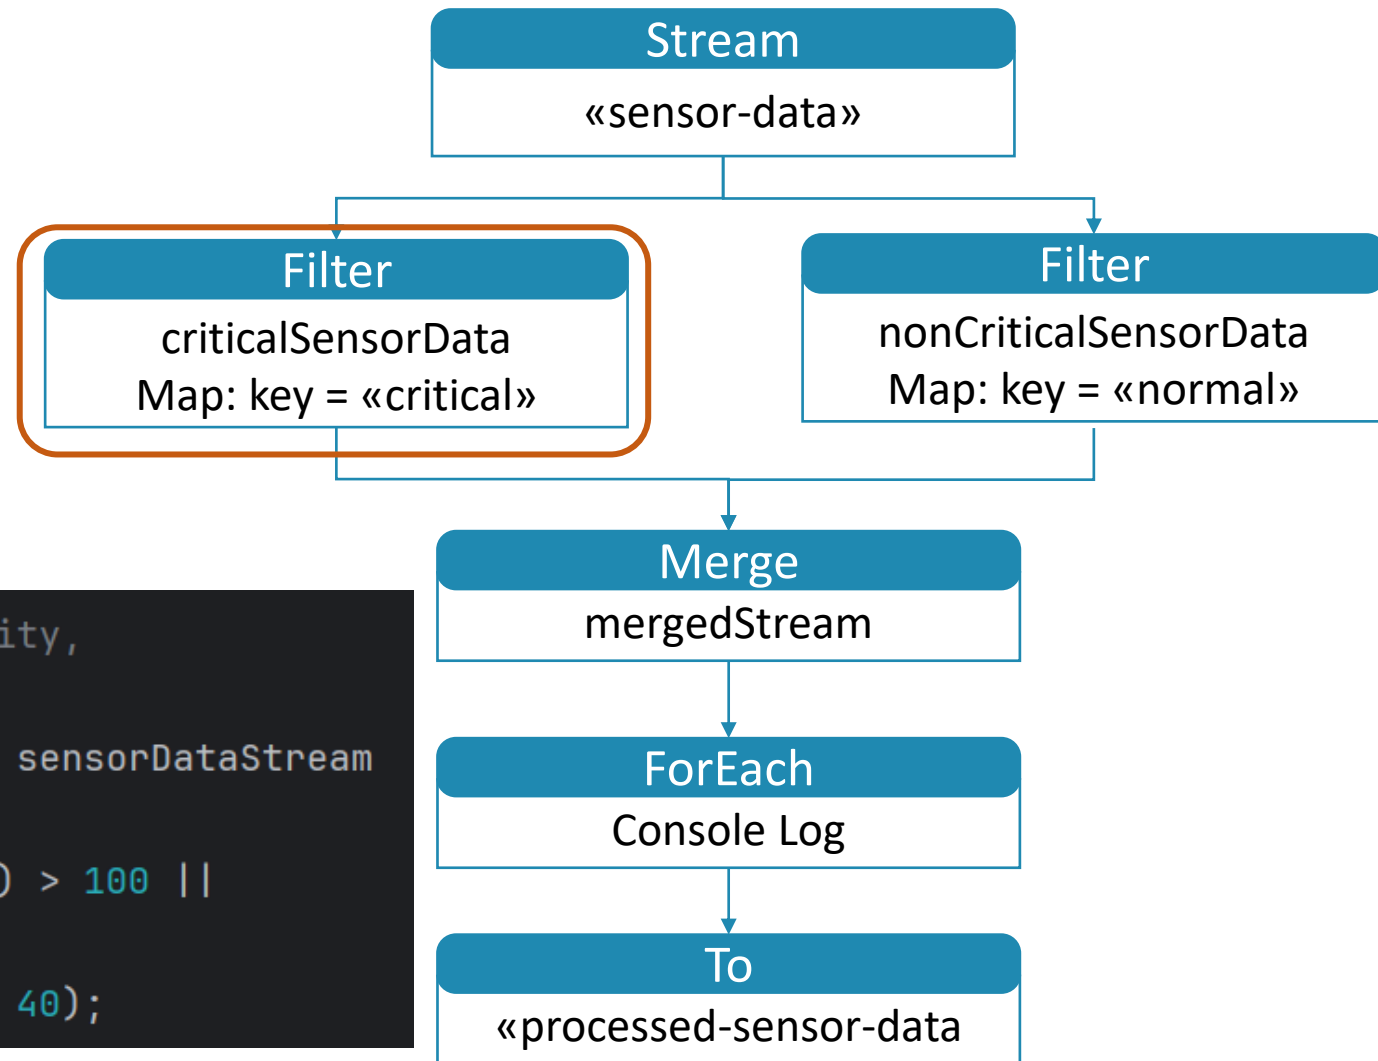 Stream
«sensor-data»
Filter
criticalSensorData
Map: key = «critical»
Filter
nonCriticalSensorData
Map: key = «normal»
Merge
mergedStream
ForEach
Console Log
To
«processed-sensor-data
ity,
sensorDataStream
) > 100 ||
40);